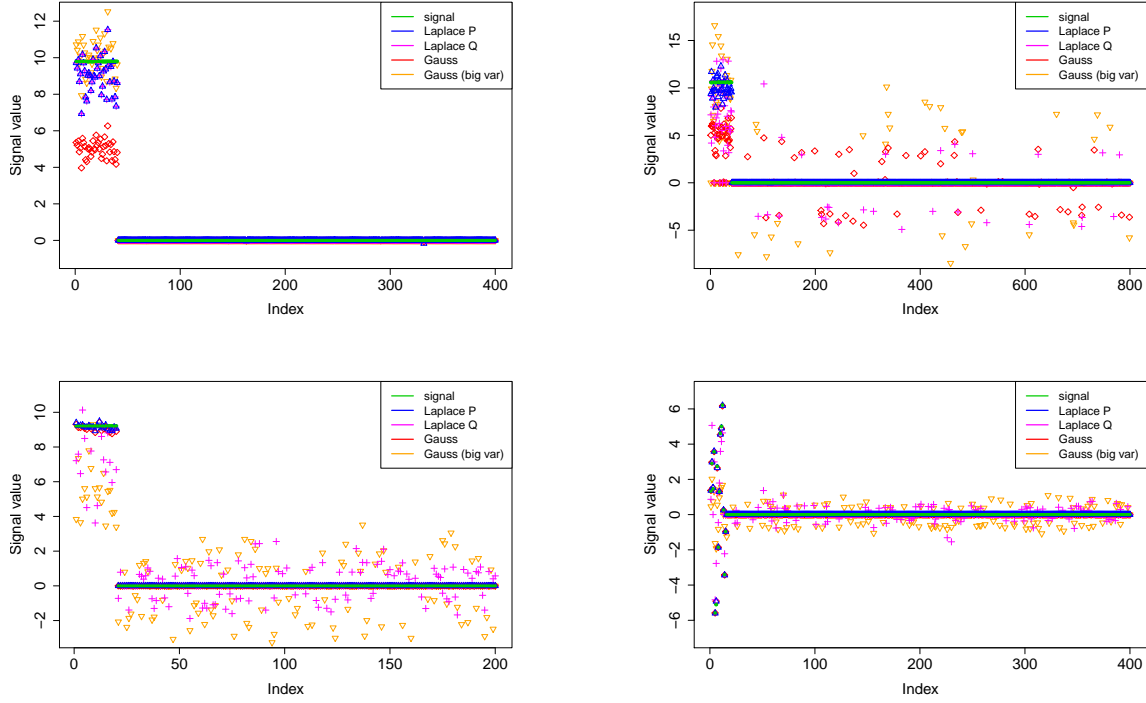 signal
Laplace P
Laplace Q
Gauss
Gauss (big var)
12
10
8
6
4
2
0
Signal value
0
100
200
300
400
Index
signal
Laplace P
Laplace Q
Gauss
Gauss (big var)
15
10
5
0
−5
Signal value
0
200
400
600
800
Index
signal
Laplace P
Laplace Q
Gauss
Gauss (big var)
10
8
6
4
2
0
−2
Signal value
0
50
100
150
200
Index
signal
Laplace P
Laplace Q
Gauss
Gauss (big var)
6
4
2
0
−2
−4
−6
Signal value
0
100
200
300
400
Index